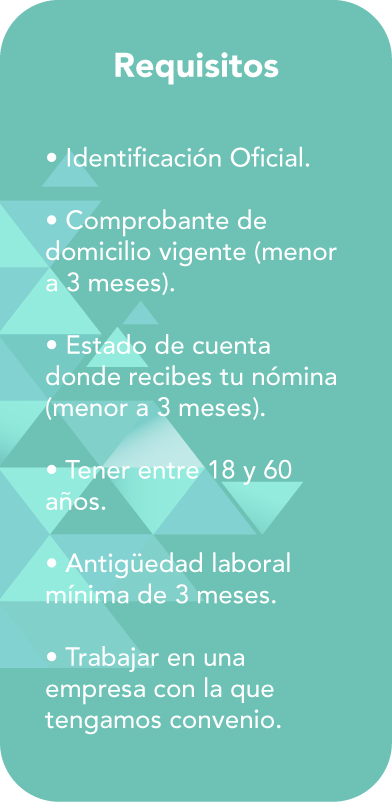 Requisitos
• Identificación Oficial.
• Comprobante de
domicilio vigente (menor
a 3 meses).
• Estado de cuenta
donde recibes tu nómina
(menor a 3 meses).
• Tener entre 18 y 60
años.
• Antigüedad laboral
mínima de 3 meses.
• Trabajar en una
empresa con la que
tengamos convenio.